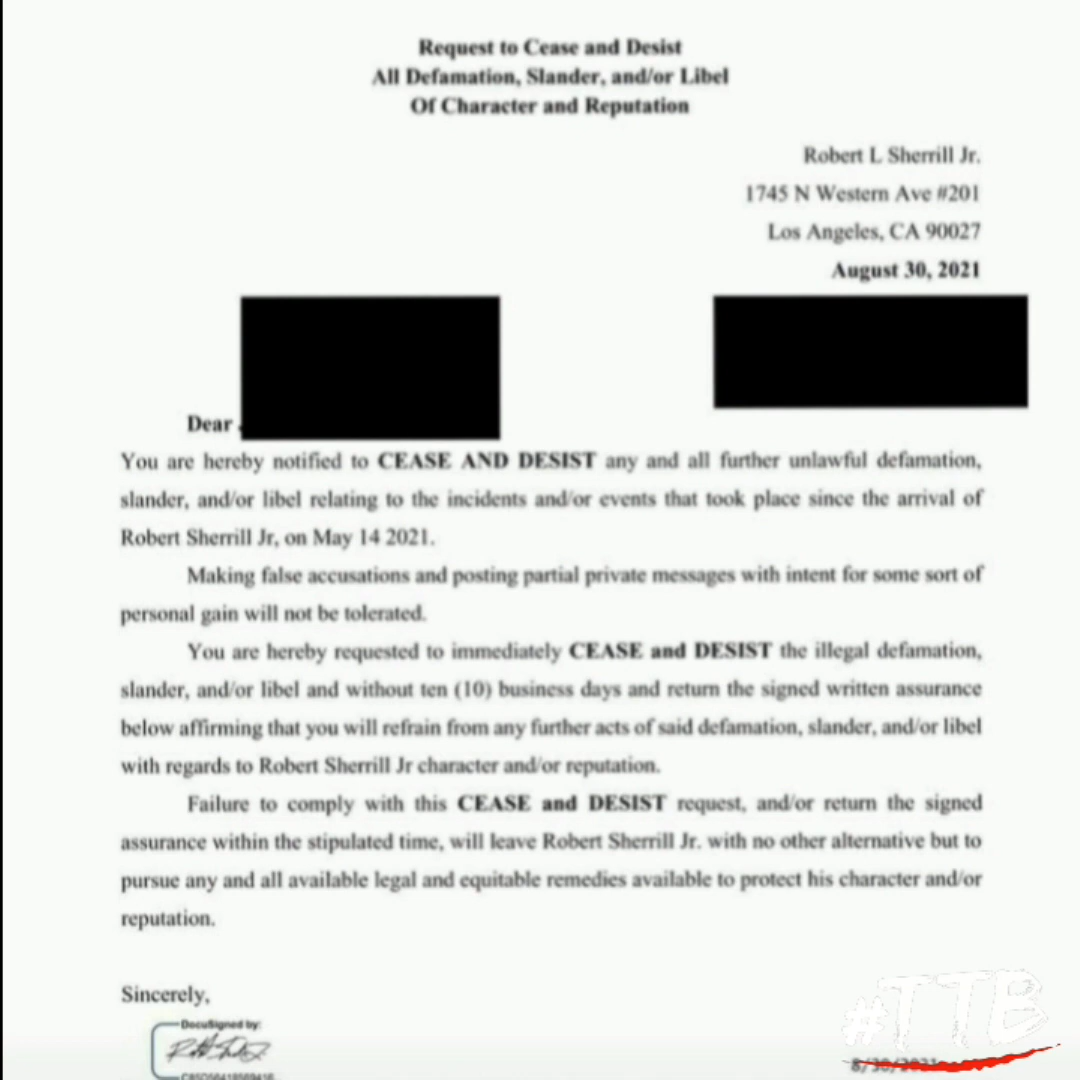 Request to Cease and Desist
All Defamation, Slander, and/or Libel
Of Character and Reputation
Robert L Sherrill Jr.
1745 N Western Ave #201
Los Angeles, CA 90027
August 30, 2021
Dear
You are hereby notified to CEASE AND DESIST any and all further unlawful defamation,
slander, and/or libel relating to the incidents and/or events that took place since the arrival of
Robert Sherrill Jr, on May 14 2021.
Making false accusations and posting partial private messages with intent for some sort of
personal gain will not be tolerated.
You are hereby requested to immediately CEASE and DESIST the illegal defamation,
slander, and/or libel and without ten (10) business days and return the signed written assurance
below affirming that you will refrain from any further acts of said defamation, slander, and/or libel
with regards to Robert Sherrill Jr character and/or reputation.
Failure to comply with this CEASE and DESIST request, and/or return the signed
assurance within the stipulated time, will leave Robert Sherrill Jr. with no other alternative but to
pursue any and all available legal and equitable remedies available to protect his character and/or
reputation.
Sincerely,
DocuSigned by:
8/30/2021
#TTB